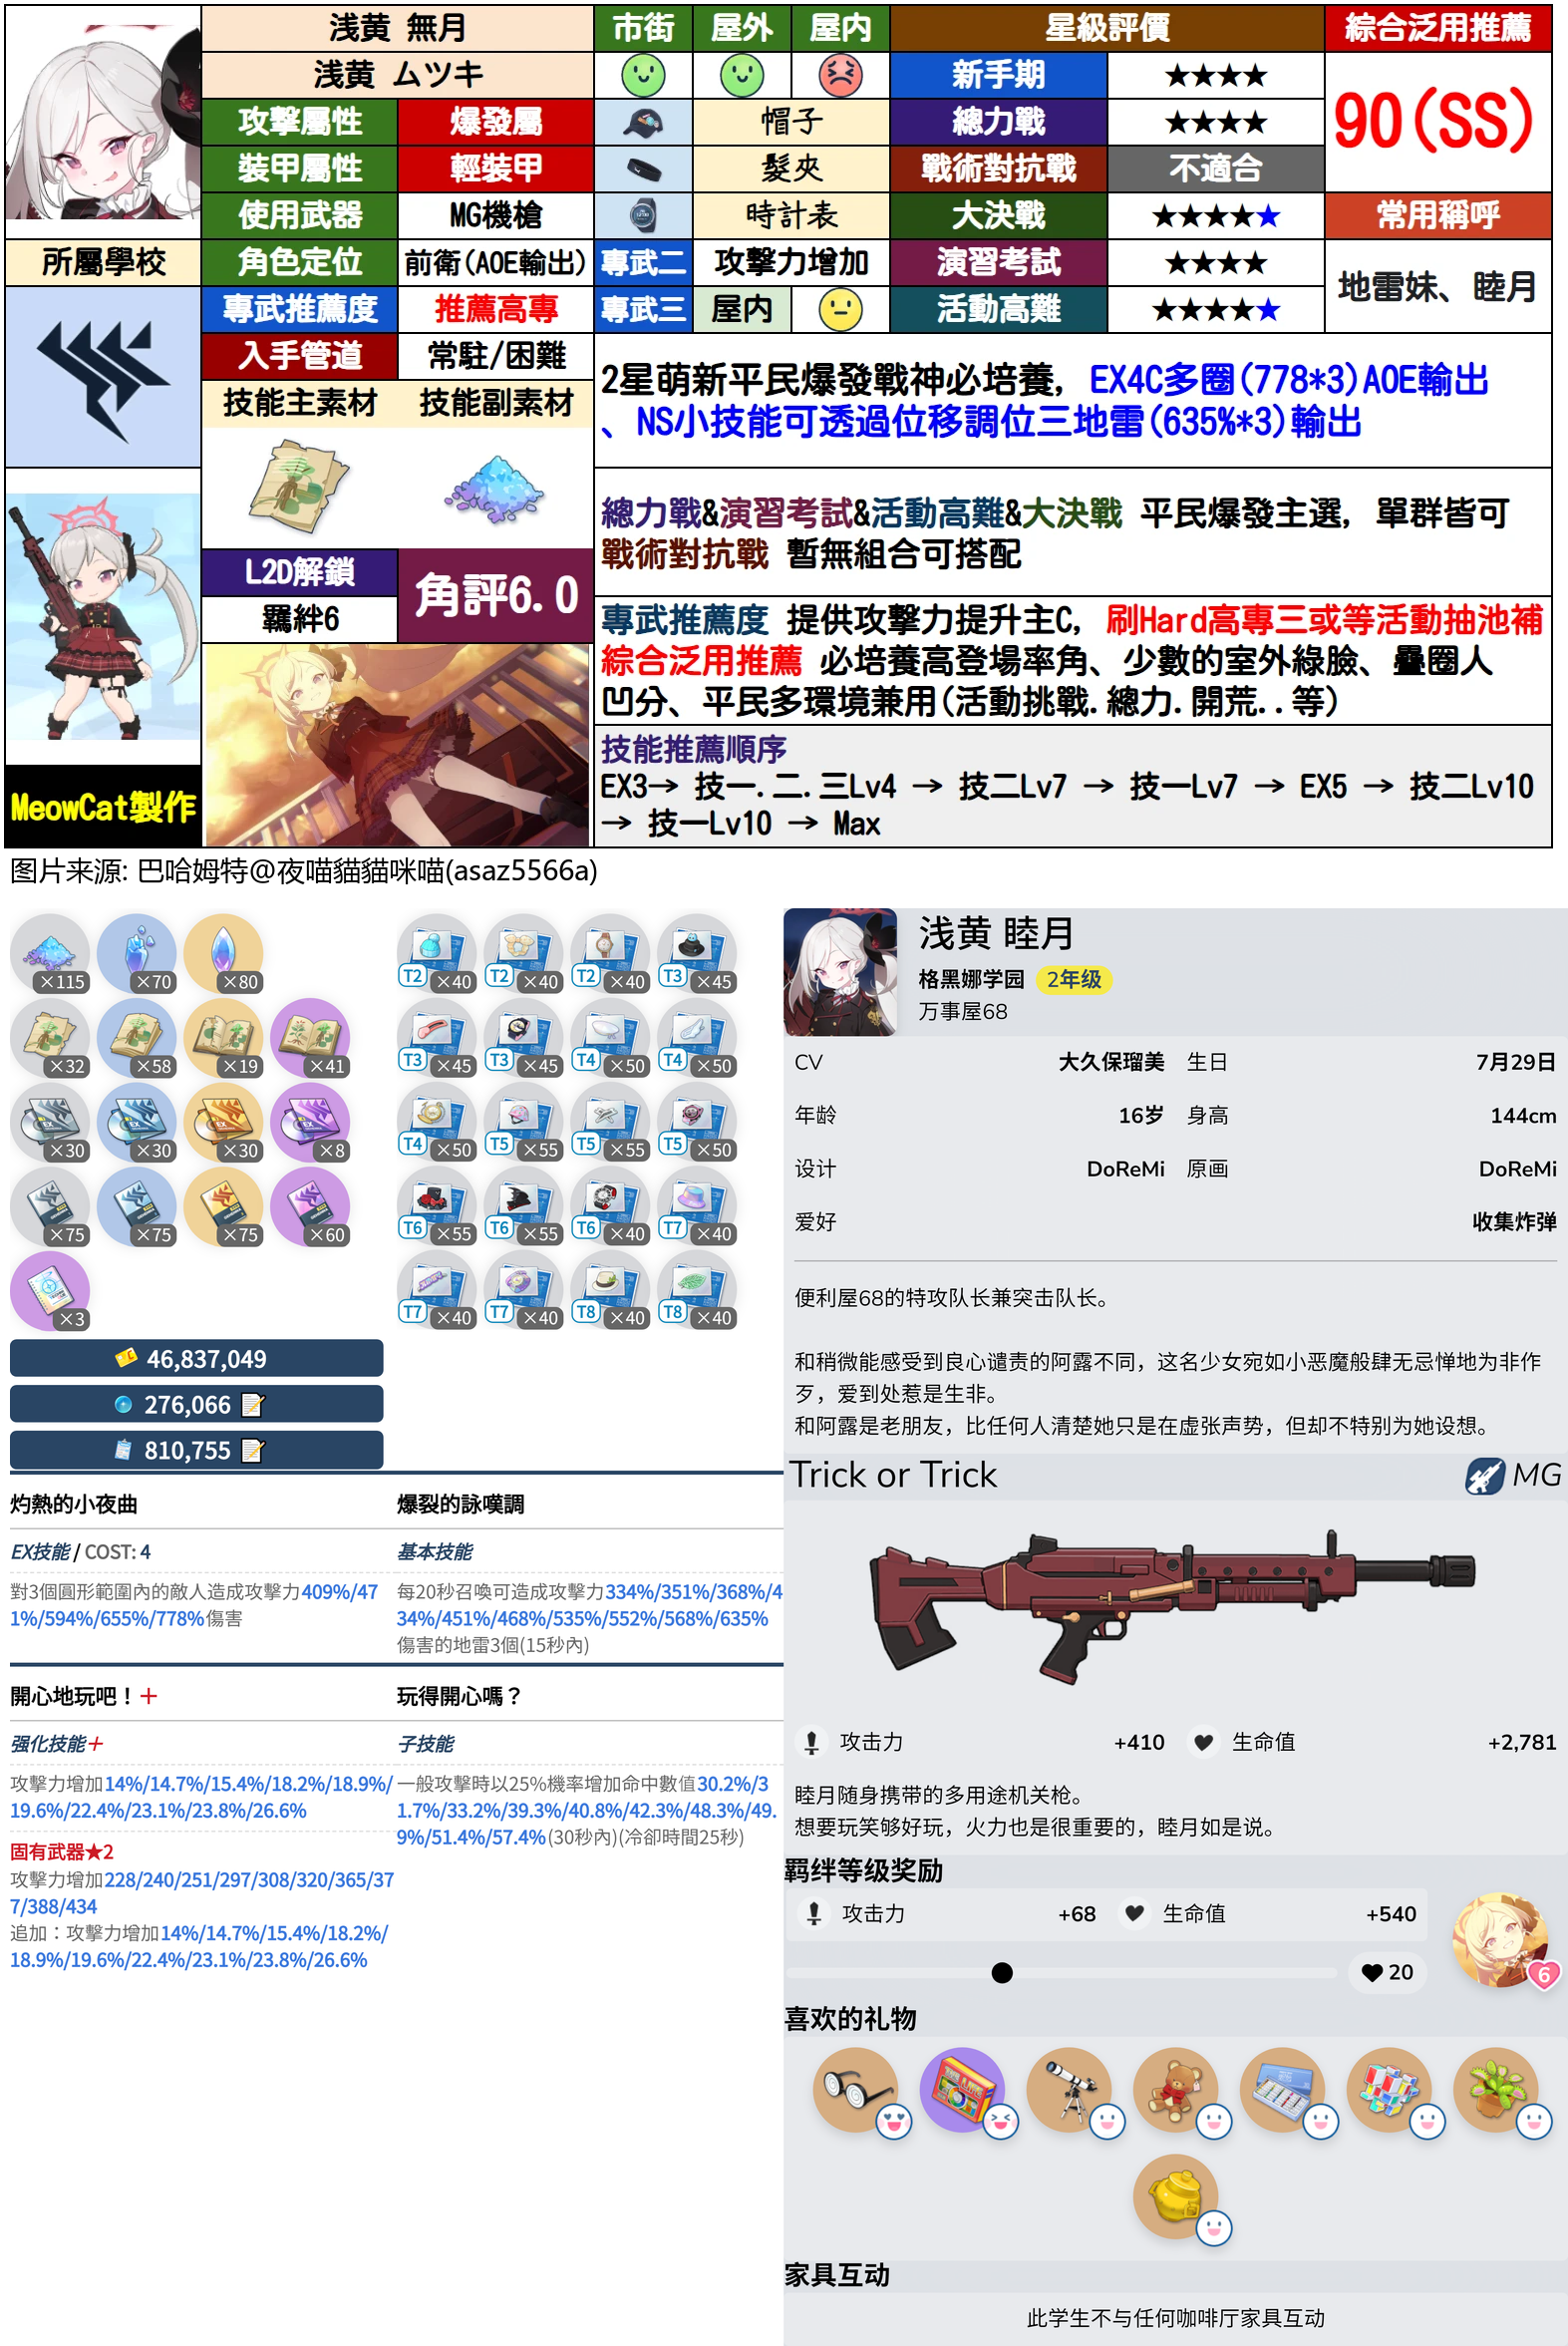 浅黄 無月
市街
屋外
屋内
星級評價
綜合泛用推薦
浅黄 ムツキ
新手期
★★★★
90(SS)
攻擊屬性
爆發屬
帽子
總力戰
★★★★
裝甲屬性
輕裝甲
髮夾
戰術對抗戰
不適合
使用武器
MG機槍
時計表
大決戰
★★★★★
常用稱呼
所屬學校
角色定位
前衛(AOE輸出)
專武二
攻擊力增加
演習考試
★★★★
地雷妹、睦月
專武推薦度
推薦高專
專武三
屋内
活動高難
★★★★★
入手管道
常駐/困難
技能主素材
技能副素材
2星萌新平民爆發戰神必培養, EX4C多圈(778*3)AOE輸出
、NS小技能可透過位移調位三地雷(635%*3)輸出
總力戰&演習考試&活動高難&大決戰 平民爆發主選, 單群皆可
戰術對抗戰 暫無組合可搭配
L2D解鎖
羈絆6
角評6.0
專武推薦度 提供攻擊力提升主C, 刷Hard高專三或等活動抽池補
綜合泛用推薦 必培養高登場率角、少數的室外綠臉、疊圈人
凹分、平民多環境兼用(活動挑戰.總力.開荒..等)
技能推薦順序
EX3→ 技一.二.三Lv4 → 技二Lv7 → 技一Lv7 → EX5 → 技二Lv10
→ 技一Lv10 → Max
MeowCat製作
图片来源: 巴哈姆特@夜喵貓貓咪喵(asaz5566a)
×115
×70
×80
×32
×58
×19
×41
×30
×30
×30
×8
×75
×75
×75
×60
×3
46,837,049
276,066
810,755
T2 ×40
T2 ×40
T2 ×40
T3 ×45
T3 ×45
T3 ×45
T4 ×50
T4 ×50
T4 ×50
T5 ×55
T5 ×55
T5 ×50
T6 ×55
T6 ×55
T6 ×40
T7 ×40
T7 ×40
T7 ×40
T8 ×40
T8 ×40
灼熱的小夜曲
EX技能 / COST: 4
對3個圓形範圍內的敵人造成攻擊力409%/47
1%/594%/655%/778%傷害
爆裂的詠嘆調
基本技能
每20秒召喚可造成攻擊力334%/351%/368%/4
34%/451%/468%/535%/552%/568%/635%
傷害的地雷3個(15秒內)
開心地玩吧！+
强化技能+
攻擊力增加14%/14.7%/15.4%/18.2%/18.9%/
19.6%/22.4%/23.1%/23.8%/26.6%
固有武器★2
攻擊力增加228/240/251/297/308/320/365/37
7/388/434
追加：攻擊力增加14%/14.7%/15.4%/18.2%/
18.9%/19.6%/22.4%/23.1%/23.8%/26.6%
玩得開心嗎？
子技能
一般攻擊時以25%機率增加命中數值30.2%/3
1.7%/33.2%/39.3%/40.8%/42.3%/48.3%/49.
9%/51.4%/57.4%(30秒內)(冷卻時間25秒)
浅黄 睦月
格黑娜学园 2年级
万事屋68
CV 大久保瑠美 生日 7月29日
年龄 16岁 身高 144cm
设计 DoReMi 原画 DoReMi
爱好 收集炸弹
便利屋68的特攻队长兼突击队长。
和稍微能感受到良心谴责的阿露不同，这名少女宛如小恶魔般肆无忌惮地为非作
歹，爱到处惹是生非。
和阿露是老朋友，比任何人清楚她只是在虚张声势，但却不特别为她设想。
Trick or Trick
MG
攻击力 +410 生命值 +2,781
睦月随身携带的多用途机关枪。
想要玩笑够好玩，火力也是很重要的，睦月如是说。
羁绊等级奖励
攻击力 +68 生命值 +540
20
6
喜欢的礼物
家具互动
此学生不与任何咖啡厅家具互动